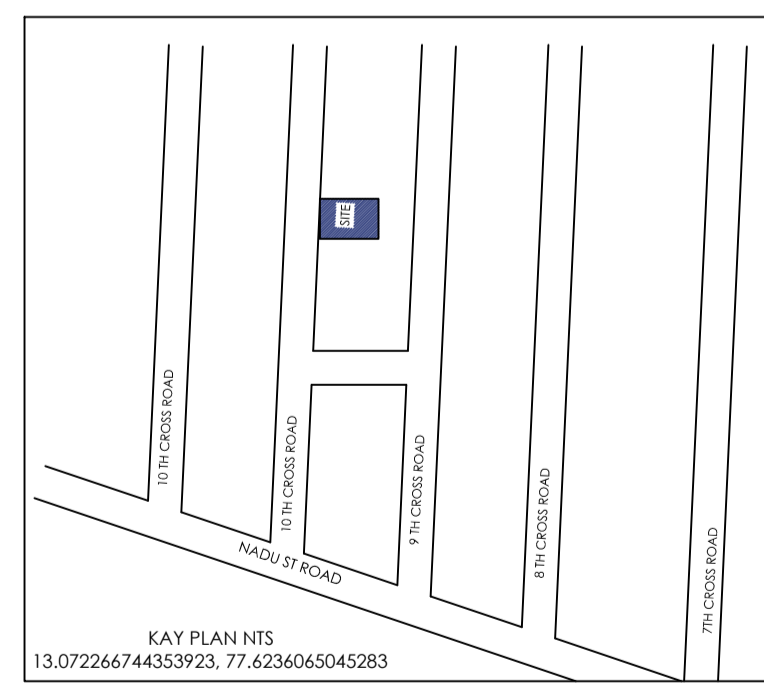 SITE
10 TH CROSS ROAD
10 TH CROSS ROAD
9 TH CROSS ROAD
8 TH CROSS ROAD
7TH CROSS ROAD
NADU ST ROAD
KAY PLAN NTS
13.072266744353923, 77.6236065045283